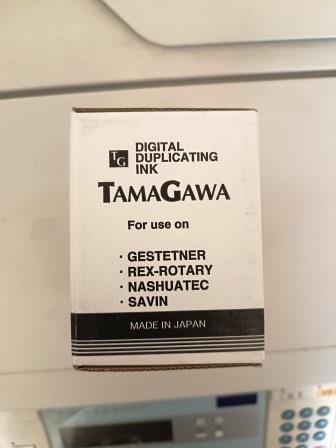 TG
DIGITAL
DUPLICATING
INK
TAMAGAWA
For use on
· GESTETNER
· REX-ROTARY
· NASHUATEC
· SAVIN
MADE IN JAPAN